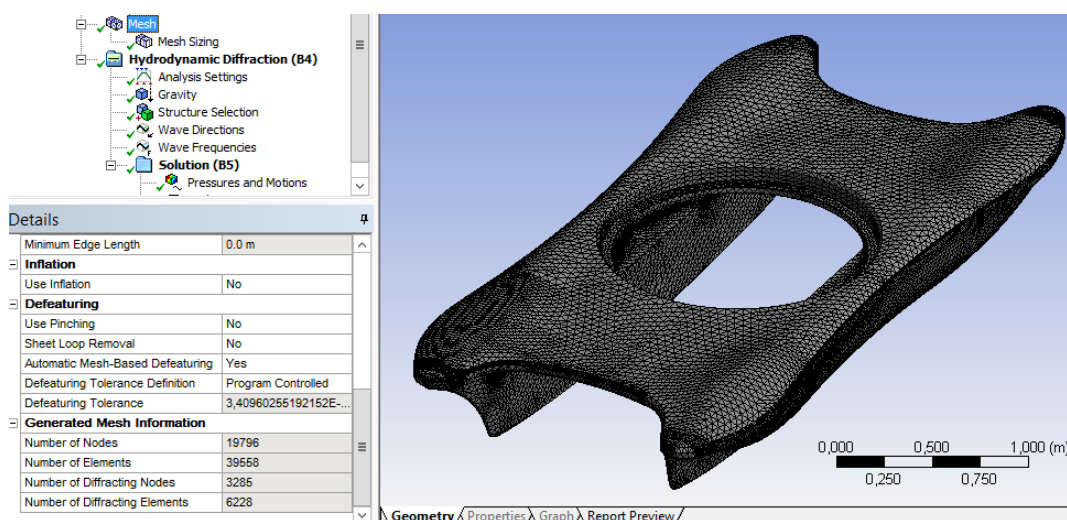 Mesh
Mesh Sizing
Hydrodynamic Diffraction (B4)
Analysis Settings
Gravity
Structure Selection
Wave Directions
Wave Frequencies
Solution (B5)
Pressures and Motions
Details
Minimum Edge Length 0.0 m
Inflation
Use Inflation No
Defeaturing
Use Pinching No
Sheet Loop Removal No
Automatic Mesh-Based Defeaturing Yes
Defeaturing Tolerance Definition Program Controlled
Defeaturing Tolerance 3,40960255192152E-...
Generated Mesh Information
Number of Nodes 19796
Number of Elements 39558
Number of Diffracting Nodes 3285
Number of Diffracting Elements 6228
0,000 0,500 1,000 (m)
0,250 0,750
Geometry Properties Graph Report Preview